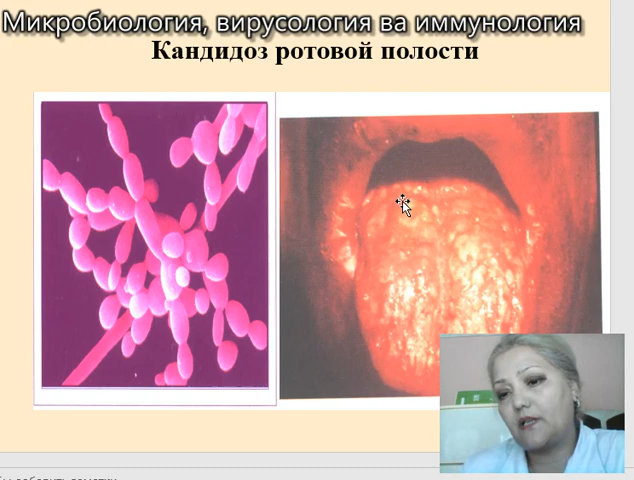 Микробиология, вирусология ва иммунология
Кандидоз ротовой полости